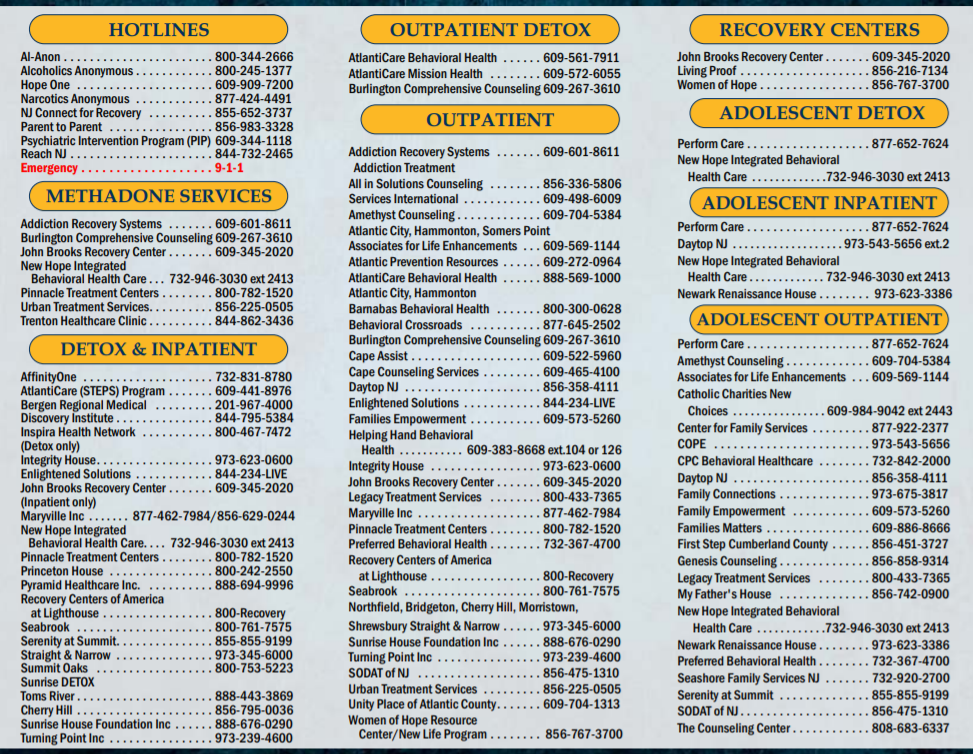 HOTLINES
Al-Anon . . . . . . . . . . . . . . . . . . . . . 800-344-2666
Alcoholics Anonymous . . . . . . . . . . . 800-245-1377
Hope One . . . . . . . . . . . . . . . . . . . 609-909-7200
Narcotics Anonymous . . . . . . . . . . . 877-424-4491
NJ Connect for Recovery . . . . . . . . . 855-652-3737
Parent to Parent . . . . . . . . . . . . . . 856-983-3328
Psychiatric Intervention Program (PIP) 609-344-1118
Reach NJ . . . . . . . . . . . . . . . . . . . 844-732-2465
Emergency . . . . . . . . . . . . . . . . . . 9-1-1
METHADONE SERVICES
Addiction Recovery Systems . . . . . . . 609-601-8611
Burlington Comprehensive Counseling 609-267-3610
John Brooks Recovery Center . . . . . . 609-345-2020
New Hope Integrated
Behavioral Health Care . . . 732-946-3030 ext 2413
Pinnacle Treatment Centers . . . . . . . . 800-782-1520
Urban Treatment Services. . . . . . . . . 856-225-0505
Trenton Healthcare Clinic . . . . . . . . . 844-862-3436
DETOX & INPATIENT
AffinityOne . . . . . . . . . . . . . . . . . . 732-831-8780
AtlantiCare (STEPS) Program . . . . . . . 609-441-8976
Bergen Regional Medical . . . . . . . . . 201-967-4000
Discovery Institute . . . . . . . . . . . . . 844-795-5384
Inspira Health Network . . . . . . . . . . 800-467-7472
(Detox only)
Integrity House. . . . . . . . . . . . . . . . 973-623-0600
Enlightened Solutions . . . . . . . . . . . 844-234-LIVE
John Brooks Recovery Center . . . . . . 609-345-2020
(Inpatient only)
Maryville Inc . . . . . . 877-462-7984/856-629-0244
New Hope Integrated
Behavioral Health Care. . . . 732-946-3030 ext 2413
Pinnacle Treatment Centers . . . . . . . . 800-782-1520
Princeton House . . . . . . . . . . . . . . 800-242-2550
Pyramid Healthcare Inc. . . . . . . . . . . 888-694-9996
Recovery Centers of America
at Lighthouse . . . . . . . . . . . . . . . 800-Recovery
Seabrook . . . . . . . . . . . . . . . . . . . 800-761-7575
Serenity at Summit. . . . . . . . . . . . . 855-855-9199
Straight & Narrow . . . . . . . . . . . . . 973-345-6000
Summit Oaks . . . . . . . . . . . . . . . . 800-753-5223
Sunrise DETOX
Toms River . . . . . . . . . . . . . . . . . . 888-443-3869
Cherry Hill . . . . . . . . . . . . . . . . . . 856-795-0036
Sunrise House Foundation Inc . . . . . . 888-676-0290
Turning Point Inc . . . . . . . . . . . . . . 973-239-4600
OUTPATIENT DETOX
AtlantiCare Behavioral Health . . . . . . 609-561-7911
AtlantiCare Mission Health . . . . . . . . 609-572-6055
Burlington Comprehensive Counseling 609-267-3610
OUTPATIENT
Addiction Recovery Systems . . . . . . . 609-601-8611
Addiction Treatment
All in Solutions Counseling . . . . . . . . 856-336-5806
Services International . . . . . . . . . . . 609-498-6009
Amethyst Counseling . . . . . . . . . . . . 609-704-5384
Atlantic City, Hammonton, Somers Point
Associates for Life Enhancements . . . 609-569-1144
Atlantic Prevention Resources . . . . . . 609-272-0964
AtlantiCare Behavioral Health . . . . . . 888-569-1000
Atlantic City, Hammonton
Barnabas Behavioral Health . . . . . . . 800-300-0628
Behavioral Crossroads . . . . . . . . . . 877-645-2502
Burlington Comprehensive Counseling 609-267-3610
Cape Assist . . . . . . . . . . . . . . . . . . 609-522-5960
Cape Counseling Services . . . . . . . . . 609-465-4100
Daytop NJ . . . . . . . . . . . . . . . . . . . 856-358-4111
Enlightened Solutions . . . . . . . . . . . 844-234-LIVE
Families Empowerment . . . . . . . . . . 609-573-5260
Helping Hand Behavioral
Health . . . . . . . . . . . 609-383-8668 ext.104 or 126
Integrity House . . . . . . . . . . . . . . . 973-623-0600
John Brooks Recovery Center . . . . . . . 609-345-2020
Legacy Treatment Services . . . . . . . . 800-433-7365
Maryville Inc . . . . . . . . . . . . . . . . . 877-462-7984
Pinnacle Treatment Centers . . . . . . . 800-782-1520
Preferred Behavioral Health . . . . . . . . 732-367-4700
Recovery Centers of America
at Lighthouse . . . . . . . . . . . . . . . 800-Recovery
Seabrook . . . . . . . . . . . . . . . . . . . 800-761-7575
Northfield, Bridgeton, Cherry Hill, Morristown,
Shrewsbury Straight & Narrow . . . . . . 973-345-6000
Sunrise House Foundation Inc . . . . . . 888-676-0290
Turning Point Inc . . . . . . . . . . . . . . 973-239-4600
SODAT of NJ . . . . . . . . . . . . . . . . . 856-475-1310
Urban Treatment Services . . . . . . . . . 856-225-0505
Unity Place of Atlantic County. . . . . . . 609-704-1313
Women of Hope Resource
Center/New Life Program . . . . . . . . 856-767-3700
RECOVERY CENTERS
John Brooks Recovery Center . . . . . . . 609-345-2020
Living Proof . . . . . . . . . . . . . . . . . . 856-216-7134
Women of Hope . . . . . . . . . . . . . . . 856-767-3700
ADOLESCENT DETOX
Perform Care . . . . . . . . . . . . . . . . . 877-652-7624
New Hope Integrated Behavioral
Health Care . . . . . . . . . . . .732-946-3030 ext 2413
ADOLESCENT INPATIENT
Perform Care . . . . . . . . . . . . . . . . . 877-652-7624
Daytop NJ . . . . . . . . . . . . . . . 973-543-5656 ext.2
New Hope Integrated Behavioral
Health Care . . . . . . . . . . . .732-946-3030 ext 2413
Newark Renaissance House . . . . . . . . 973-623-3386
ADOLESCENT OUTPATIENT
Perform Care . . . . . . . . . . . . . . . . . 877-652-7624
Amethyst Counseling . . . . . . . . . . . . 609-704-5384
Associates for Life Enhancements . . . 609-569-1144
Catholic Charities New
Choices . . . . . . . . . . . . . . 609-984-9042 ext 2443
Center for Family Services . . . . . . . . 877-922-2377
COPE . . . . . . . . . . . . . . . . . . . . . . 973-543-5656
CPC Behavioral Healthcare . . . . . . . . 732-842-2000
Daytop NJ . . . . . . . . . . . . . . . . . . . 856-358-4111
Family Connections . . . . . . . . . . . . . 973-675-3817
Family Empowerment . . . . . . . . . . . 609-573-5260
Families Matters . . . . . . . . . . . . . . 609-886-8666
First Step Cumberland County . . . . . . 856-451-3727
Genesis Counseling . . . . . . . . . . . . . 856-858-9314
Legacy Treatment Services . . . . . . . 800-433-7365
My Father's House . . . . . . . . . . . . . 856-742-0900
New Hope Integrated Behavioral
Health Care . . . . . . . . . . . .732-946-3030 ext 2413
Newark Renaissance House . . . . . . . . 973-623-3386
Preferred Behavioral Health . . . . . . . . 732-367-4700
Seashore Family Services NJ . . . . . . . 732-920-2700
Serenity at Summit . . . . . . . . . . . . . 855-855-9199
SODAT of NJ . . . . . . . . . . . . . . . . . 856-475-1310
The Counseling Center . . . . . . . . . . . 808-683-6337